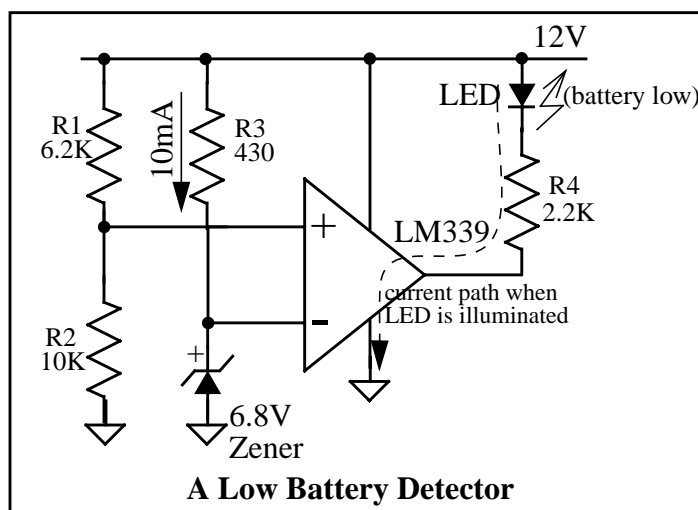 12V
LED
(battery low)
R1
6.2K
10mA
R3
430
R4
2.2K
+
LM339
current path when
LED is illuminated
-
R2
10K
+
6.8V
Zener
A Low Battery Detector